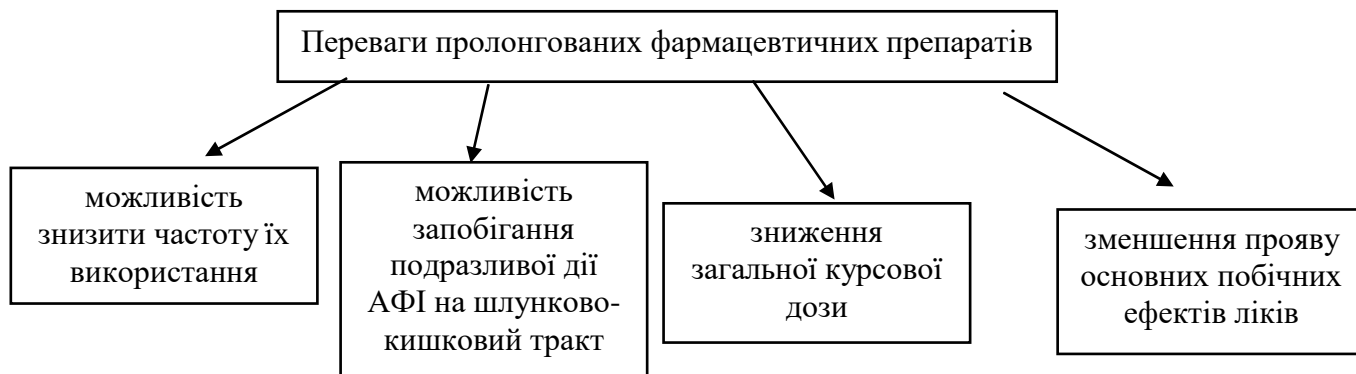 Переваги пролонгованих фармацевтичних препаратів
можливість
знизити частоту їх
використання
можливість
запобігання
подразливої дії
АФІ на шлунково-
кишковий тракт
зниження
загальної курсової
дози
зменшення прояву
основних побічних
ефектів ліків